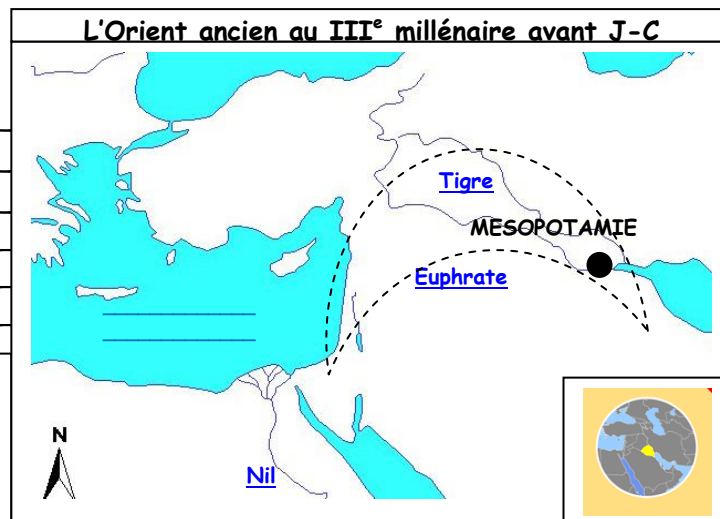 L'Orient ancien au IIIe millénaire avant J-C
Tigre
MESOPOTAMIE
Euphrate
N
Nil